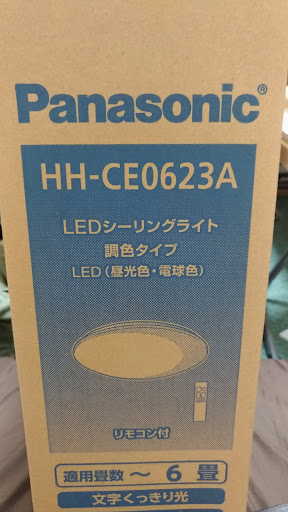 Panasonic®
HH-CE0623A
LEDシーリングライト
調色タイプ
LED（昼光色・電球色）
リモコン付
適用畳数 〜 6 畳
文字くっきり光